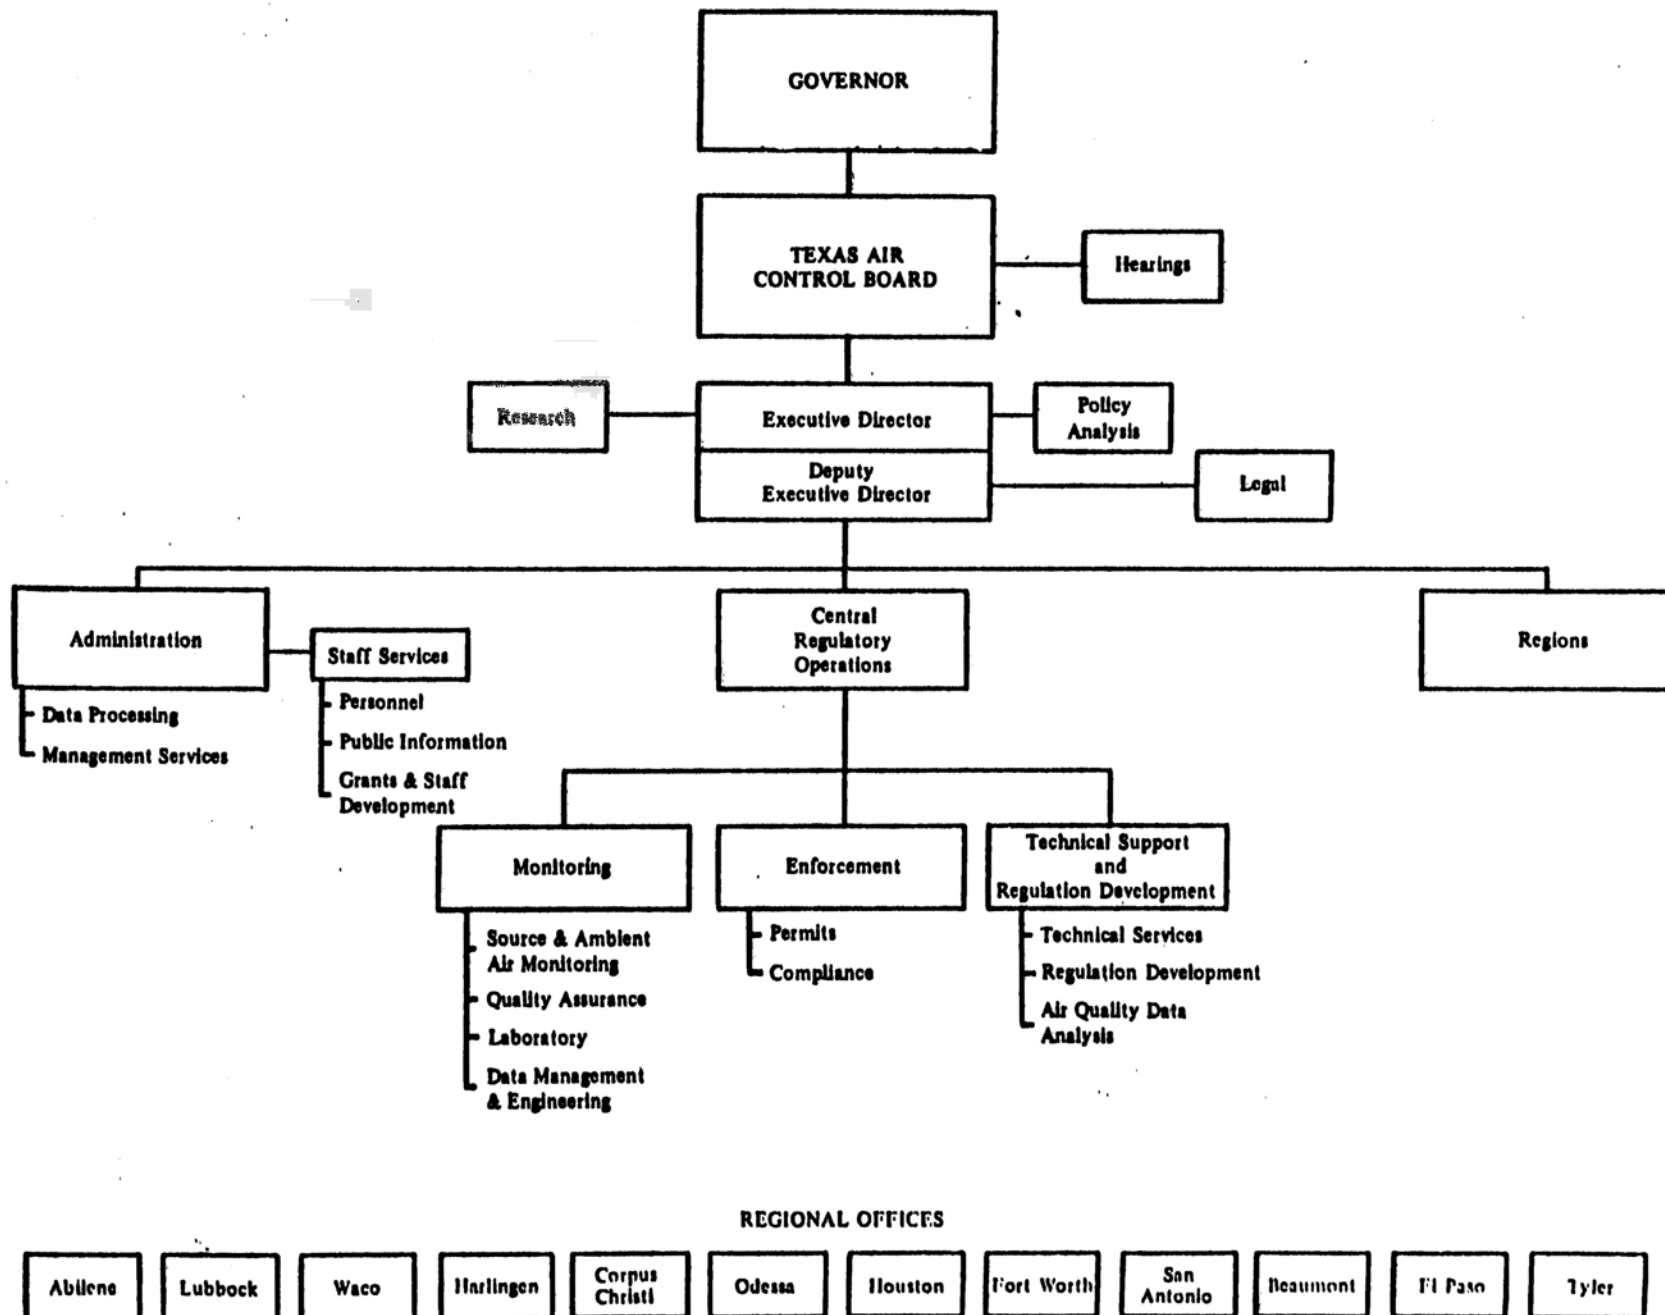 GOVERNOR
TEXAS AIR
CONTROL BOARD
Hearings
Research
Executive Director
Policy
Analysis
Deputy
Executive Director
Legal
Administration
Staff Services
Central
Regulatory
Operations
Regions
Data Processing
Management Services
Personnel
Public Information
Grants & Staff
Development
Monitoring
Enforcement
Technical Support
and
Regulation Development
Source & Ambient
Air Monitoring
Quality Assurance
Laboratory
Data Management
& Engineering
Permits
Compliance
Technical Services
Regulation Development
Air Quality Data
Analysis
REGIONAL OFFICES
Abilene
Lubbock
Waco
Harlingen
Corpus
Christi
Odessa
Houston
Fort Worth
San
Antonio
Beaumont
El Paso
Tyler